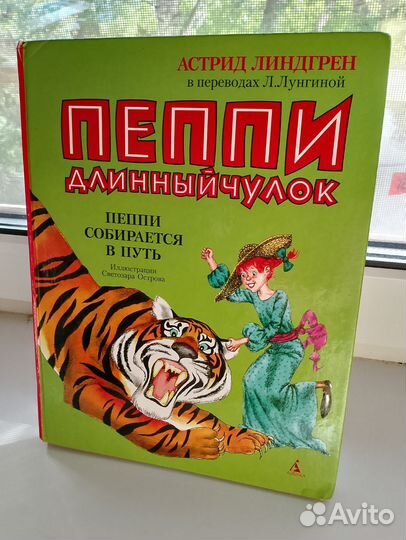 АСТРИД ЛИНДГРЕН
в переводах Л.Лунгиной
ПЕППИ
ДЛИННЫЙЧУЛОК
ПЕППИ
СОБИРАЕТСЯ
В ПУТЬ
Иллюстрации
Светозара Острова
Avito